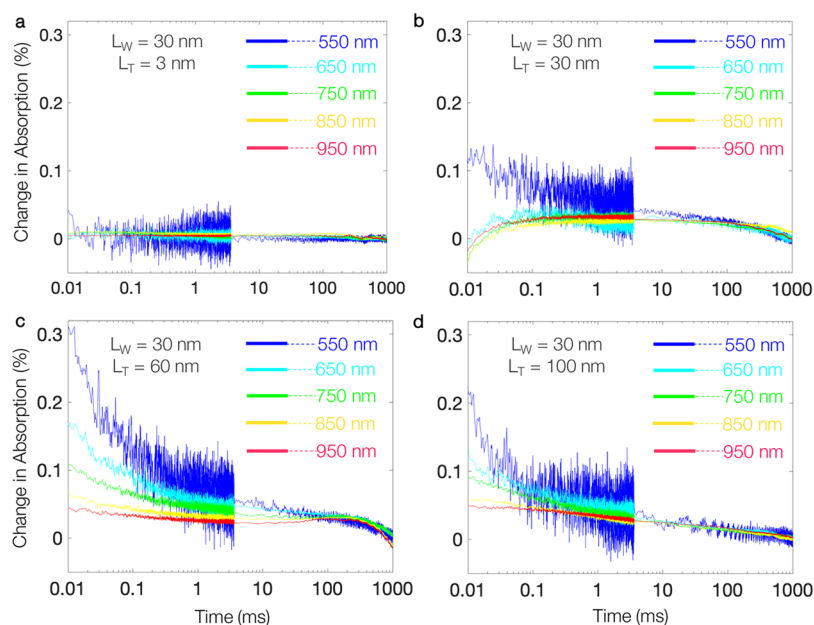 a
L_W = 30 nm
L_T = 3 nm
550 nm
650 nm
750 nm
850 nm
950 nm
Change in Absorption (%)
0.3
0.2
0.1
0
0.01
0.1
1
10
100
1000
b
L_W = 30 nm
L_T = 30 nm
550 nm
650 nm
750 nm
850 nm
950 nm
0.3
0.2
0.1
0
0.01
0.1
1
10
100
1000
c
L_W = 30 nm
L_T = 60 nm
550 nm
650 nm
750 nm
850 nm
950 nm
Change in Absorption (%)
0.3
0.2
0.1
0
0.01
0.1
1
10
100
1000
Time (ms)
d
L_W = 30 nm
L_T = 100 nm
550 nm
650 nm
750 nm
850 nm
950 nm
0.3
0.2
0.1
0
0.01
0.1
1
10
100
1000
Time (ms)